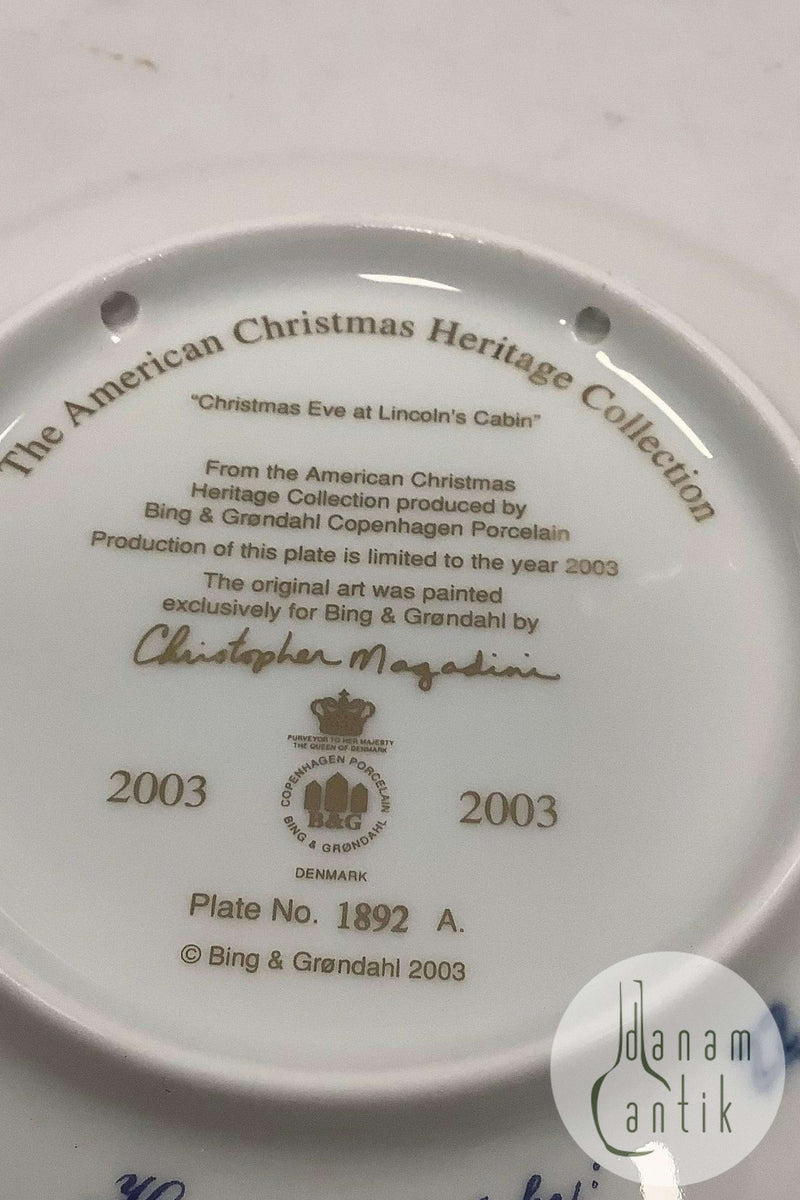 The American Christmas Heritage Collection
"Christmas Eve at Lincoln's Cabin"
From the American Christmas
Heritage Collection produced by
Bing & Grøndahl Copenhagen Porcelain
Production of this plate is limited to the year 2003
The original art was painted
exclusively for Bing & Grøndahl by
Christopher Magadini
PURVEYOR TO HER MAJESTY
THE QUEEN OF DENMARK
COPENHAGEN PORCELAIN
B&G
BING & GRØNDAHL
2003
2003
DENMARK
Plate No. 1892 A.
© Bing & Grøndahl 2003
danam
antik